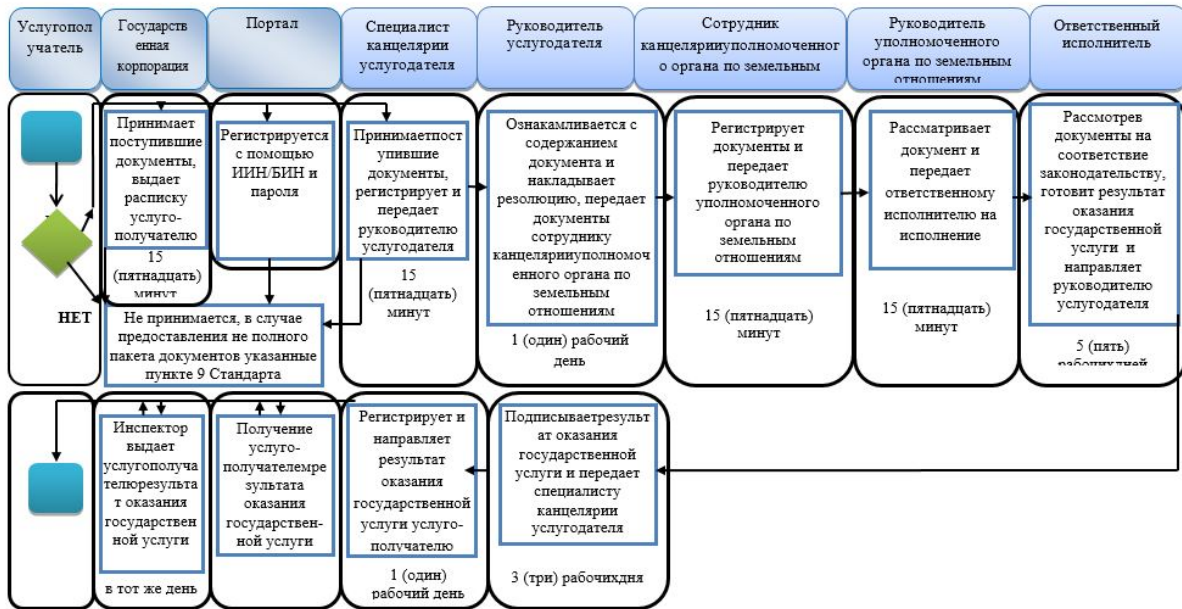 Услугопол
учатель
Государств
енная
корпорация
Портал
Специалист
канцелярии
услугодателя
Руководитель
услугодателя
Сотрудник
канцелярииуполномоченног
о органа по земельным
Руководитель
уполномоченного
органа по земельным
отношениям
Ответственный
исполнитель
НЕТ
Принимает
поступившие
документы,
выдает
расписку
услуго-
получателю
15
(пятнадцать)
минут
Регистрируется
с помощью
ИИН/БИН и
пароля
Принимаетпост
упившие
документы,
регистрирует и
передает
руководителю
услугодателя
15
(пятнадцать)
минут
Ознакамливается с
содержанием
документа и
накладывает
резолюцию, передает
документы
сотруднику
канцелярииуполномоч
енного органа по
земельным
отношениям
1 (один) рабочий
день
Регистрирует
документы и
передает
руководителю
уполномоченного
органа по
земельным
отношениям
15 (пятнадцать)
минут
Рассматривает
документ и
передает
ответственному
исполнителю на
исполнение
15 (пятнадцать)
минут
Рассмотрев
документы на
соответствие
законодательству,
готовит результат
оказания
государственной
услуги и
направляет
руководителю
услугодателя
5 (пять)
рабочихдней
Не принимается, в случае
предоставления не полного
пакета документов указанные
пункте 9 Стандарта
Инспектор
выдает
услугополуча
телюрезульта
т оказания
государствен
ной услуги
в тот же день
Получение
услуго-
получателемре
зультата
оказания
государствен-
ной услуги
Регистрирует и
направляет
результат
оказания
государственной
услуги услуго-
получателю
1 (один)
рабочий день
Подписываетрезуль
тат оказания
государственной
услуги и передает
специалисту
канцелярии
услугодателя
3 (три) рабочихдня